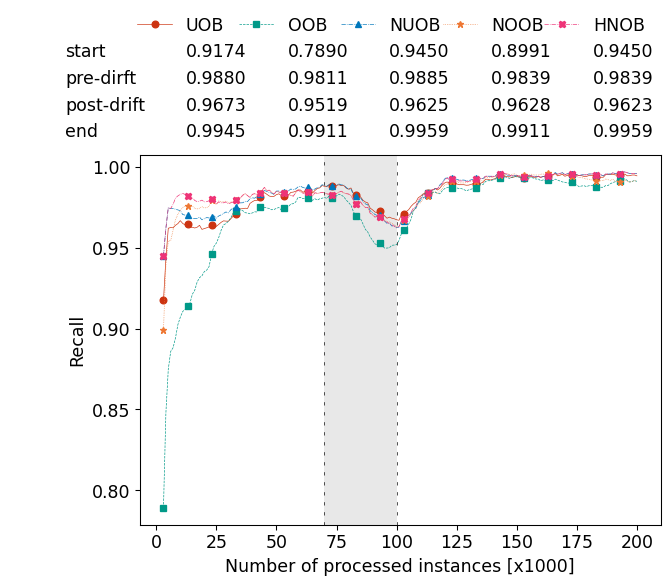 UOB OOB NUOB NOOB HNOB
start 0.9174 0.7890 0.9450 0.8991 0.9450
pre-dirft 0.9880 0.9811 0.9885 0.9839 0.9839
post-drift 0.9673 0.9519 0.9625 0.9628 0.9623
end 0.9945 0.9911 0.9959 0.9911 0.9959
1.00
0.95
0.90
0.85
0.80
Recall
0 25 50 75 100 125 150 175 200
Number of processed instances [x1000]